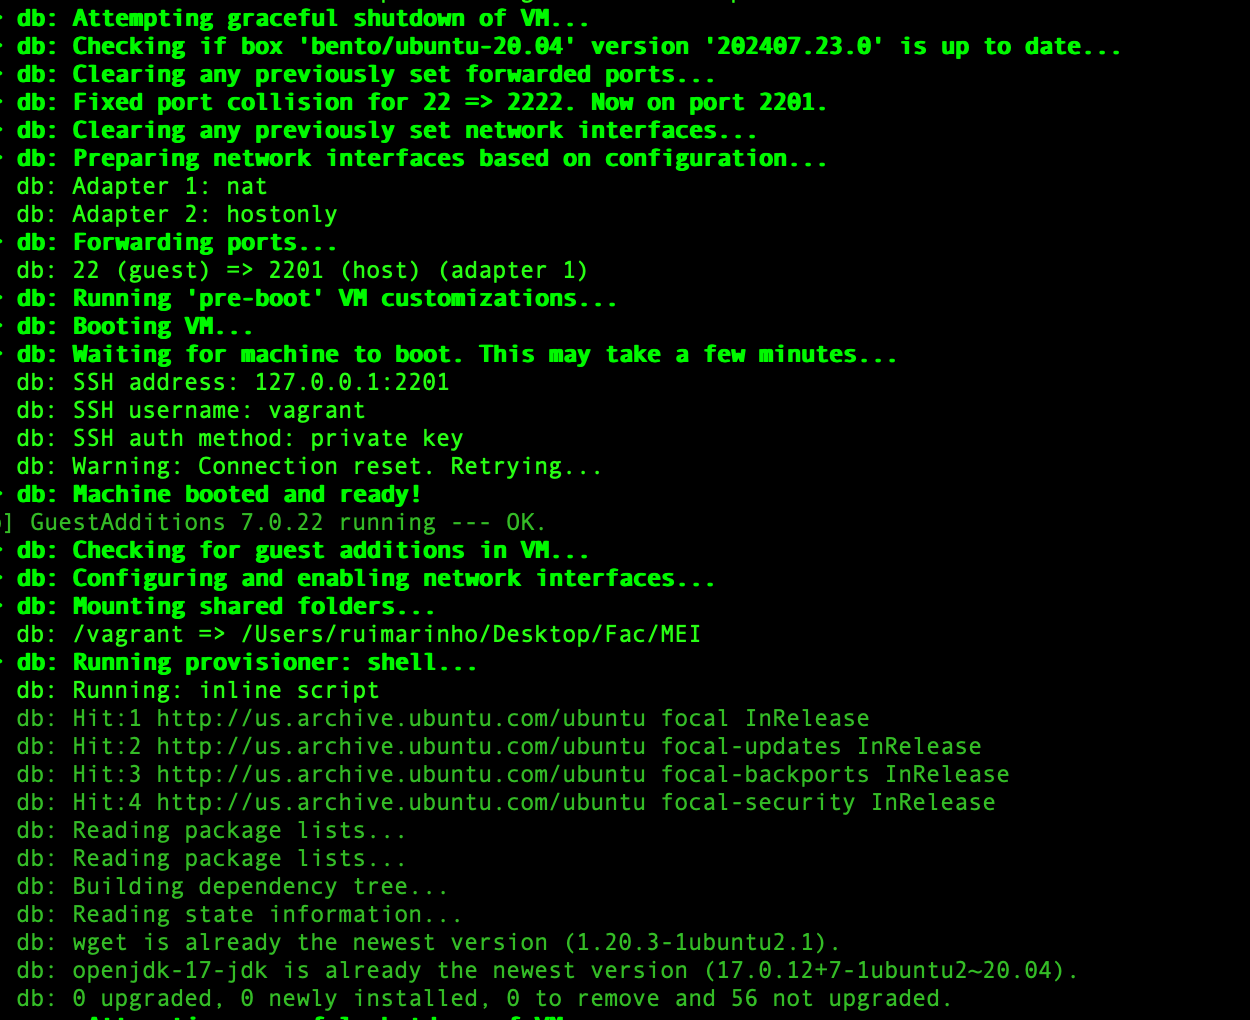 db: Attempting graceful shutdown of VM...
db: Checking if box 'bento/ubuntu-20.04' version '202407.23.0' is up to date...
db: Clearing any previously set forwarded ports...
db: Fixed port collision for 22 => 2222. Now on port 2201.
db: Clearing any previously set network interfaces...
db: Preparing network interfaces based on configuration...
db: Adapter 1: nat
db: Adapter 2: hostonly
db: Forwarding ports...
db: 22 (guest) => 2201 (host) (adapter 1)
db: Running 'pre-boot' VM customizations...
db: Booting VM...
db: Waiting for machine to boot. This may take a few minutes...
db: SSH address: 127.0.0.1:2201
db: SSH username: vagrant
db: SSH auth method: private key
db: Warning: Connection reset. Retrying...
db: Machine booted and ready!
] GuestAdditions 7.0.22 running --- OK.
db: Checking for guest additions in VM...
db: Configuring and enabling network interfaces...
db: Mounting shared folders...
db: /vagrant => /Users/ruimarinho/Desktop/Fac/MEI
db: Running provisioner: shell...
db: Running: inline script
db: Hit:1 http://us.archive.ubuntu.com/ubuntu focal InRelease
db: Hit:2 http://us.archive.ubuntu.com/ubuntu focal-updates InRelease
db: Hit:3 http://us.archive.ubuntu.com/ubuntu focal-backports InRelease
db: Hit:4 http://us.archive.ubuntu.com/ubuntu focal-security InRelease
db: Reading package lists...
db: Reading package lists...
db: Building dependency tree...
db: Reading state information...
db: wget is already the newest version (1.20.3-1ubuntu2.1).
db: openjdk-17-jdk is already the newest version (17.0.12+7-1ubuntu2~20.04).
db: 0 upgraded, 0 newly installed, 0 to remove and 56 not upgraded.